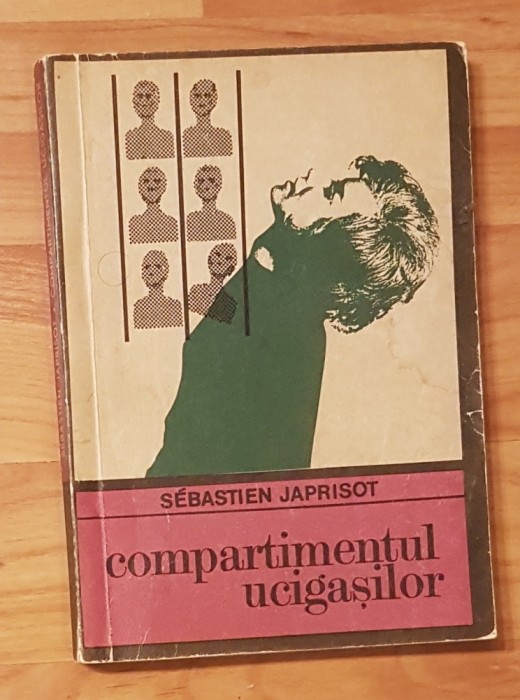 SÉBASTIEN JAPRISOT
compartimentul
ucigașilor